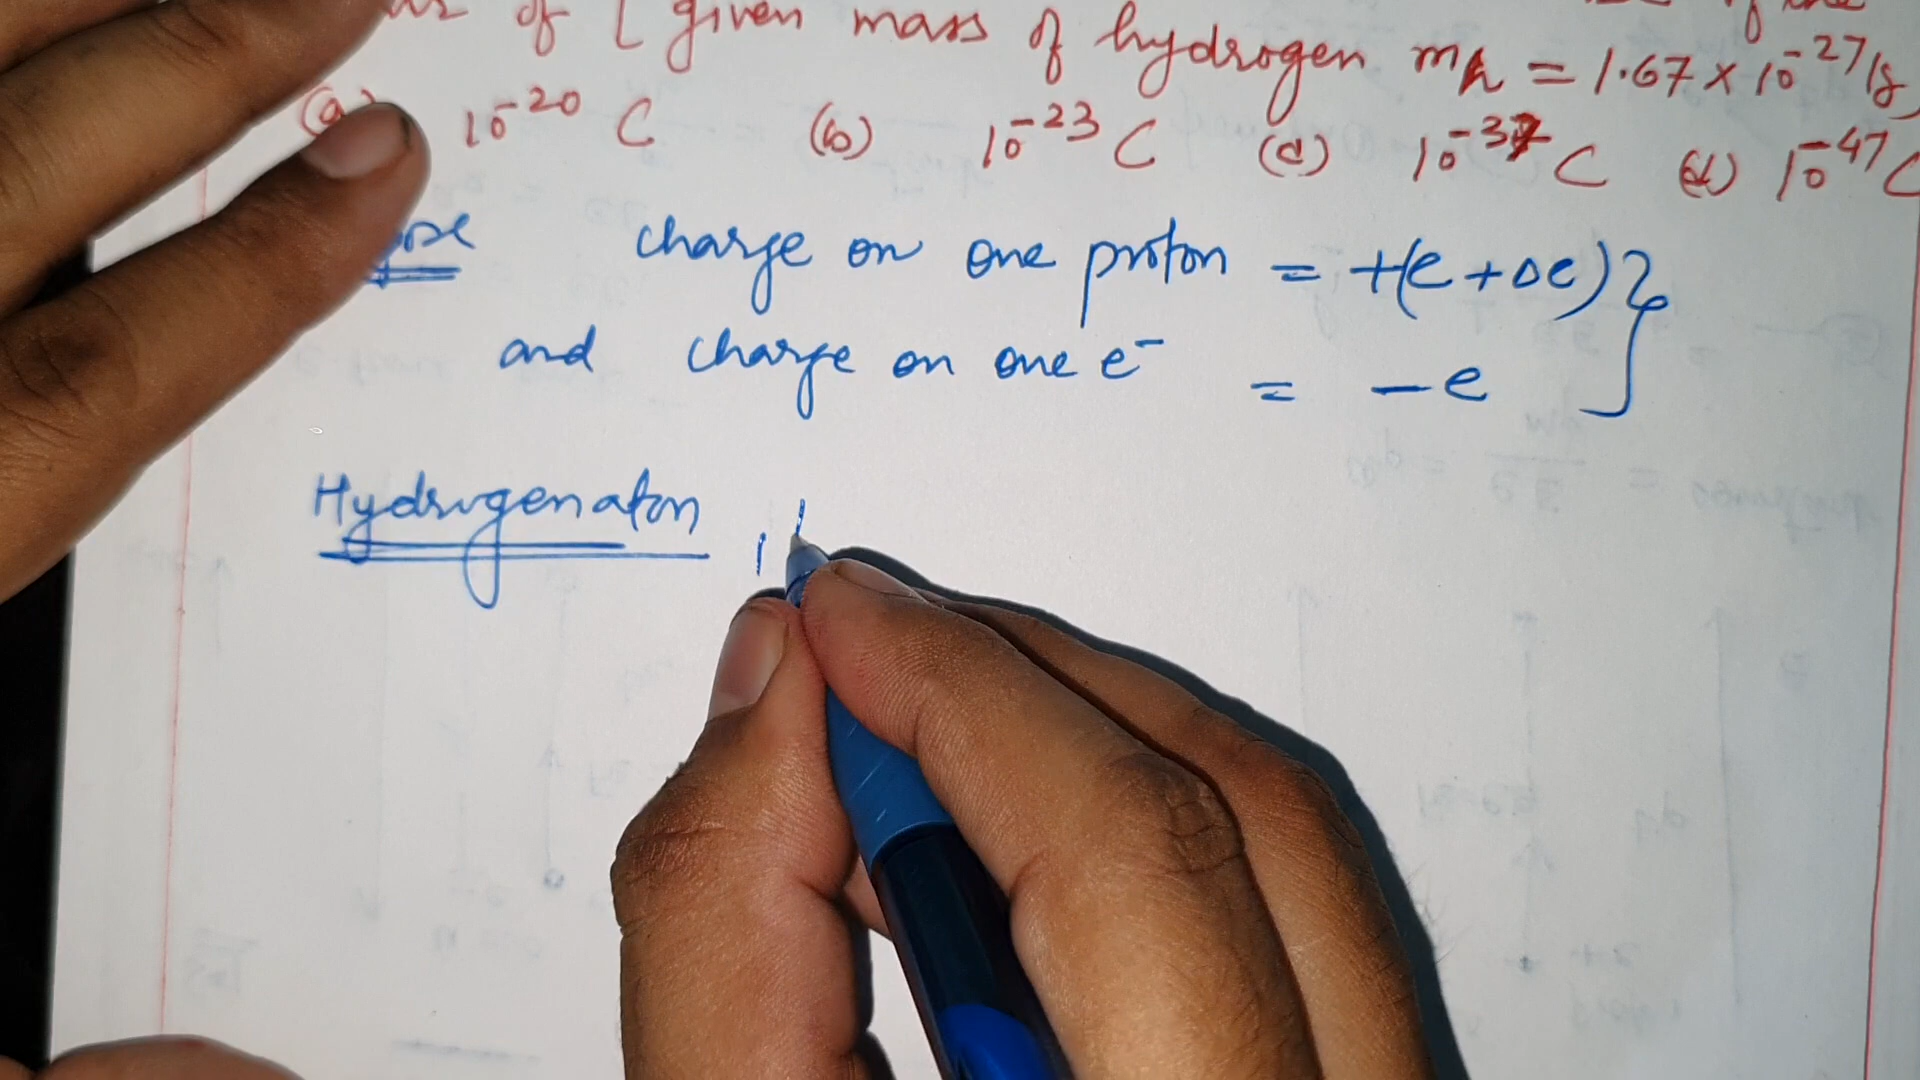 of [ given mass of hydrogen mh = 1.67 × 10^-27 kg
(a) 10^-20 C (b) 10^-23 C (c) 10^-37 C (d) 10^-47 C
charge on one proton = +(e + Δe) }
and charge on one e^- = - e
Hydrogen atom 1